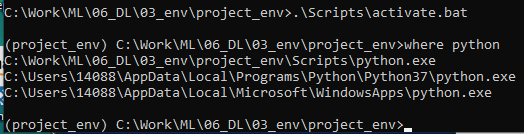 C:\Work\ML\06_DL\03_env\project_env>.\Scripts\activate.bat
(project_env) C:\Work\ML\06_DL\03_env\project_env>where python
C:\Work\ML\06_DL\03_env\project_env\Scripts\python.exe
C:\Users\14088\AppData\Local\Programs\Python\Python37\python.exe
C:\Users\14088\AppData\Local\Microsoft\WindowsApps\python.exe
(project_env) C:\Work\ML\06_DL\03_env\project_env>